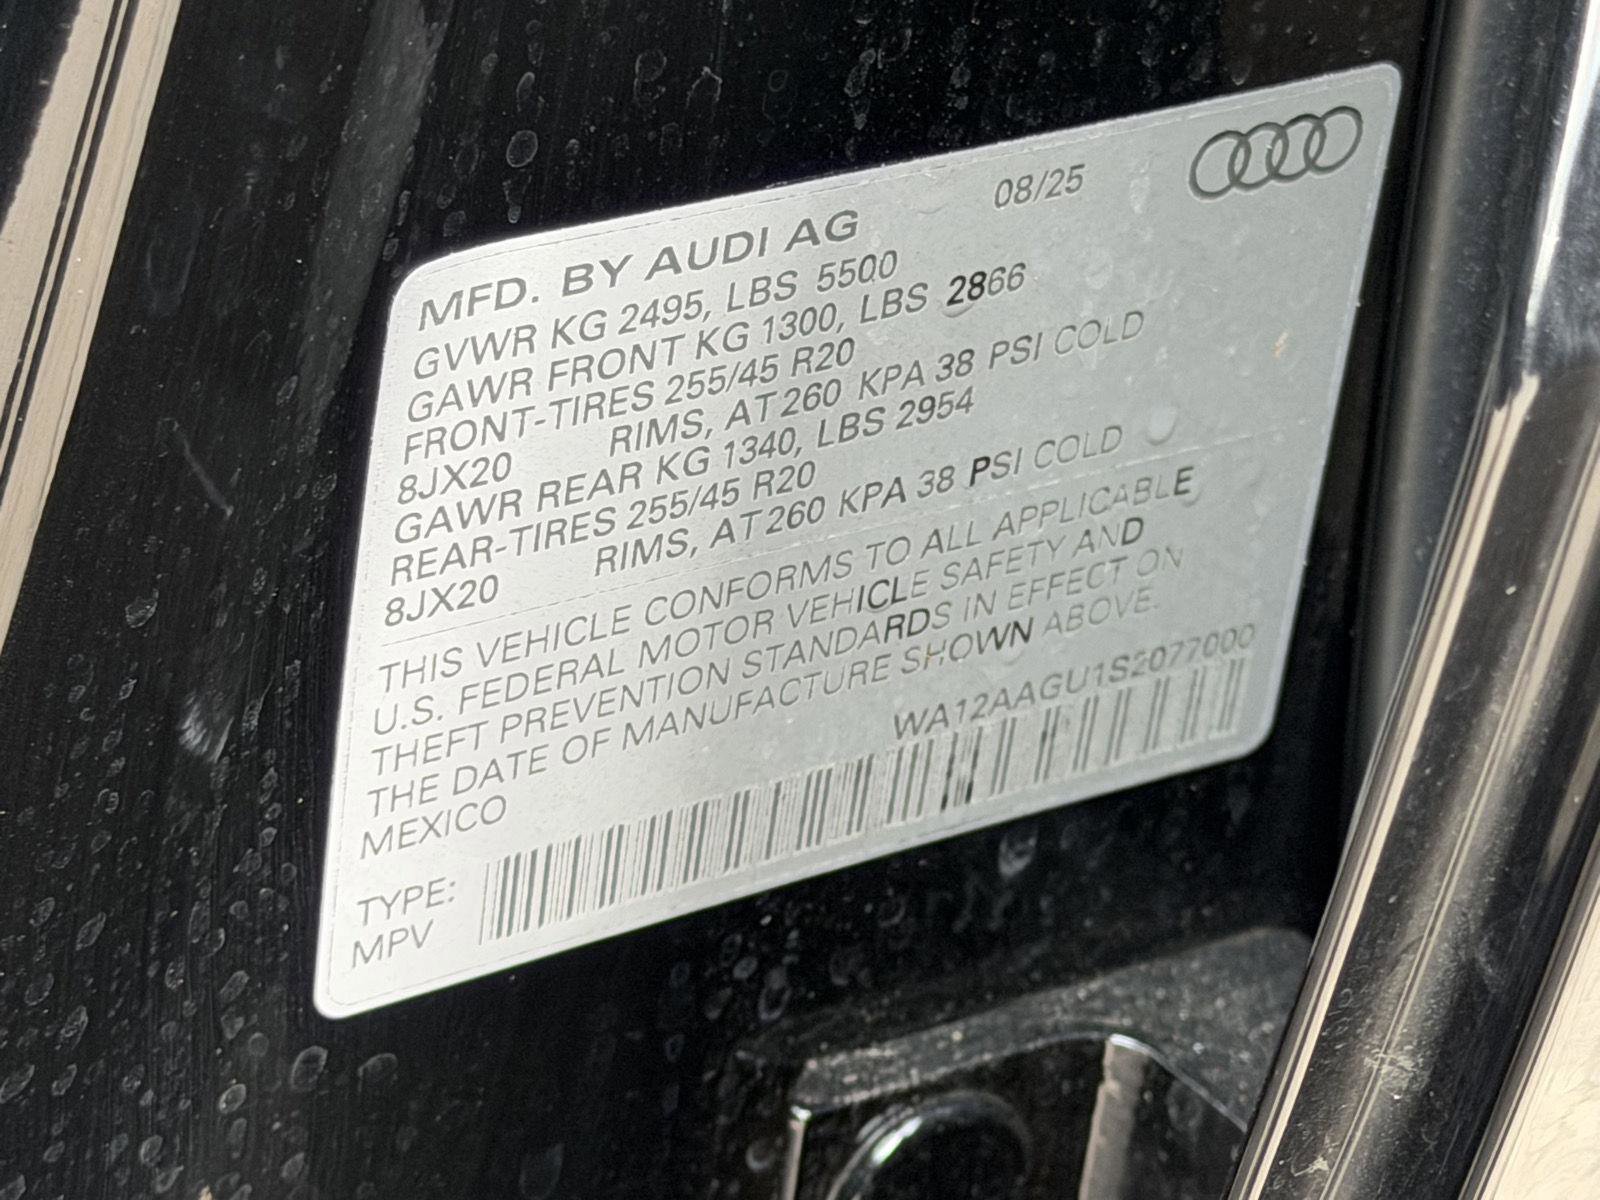 MFD. BY AUDI AG 08/25
GVWR KG 2495, LBS 5500
GAWR FRONT KG 1300, LBS 2866
FRONT-TIRES 255/45 R20
8JX20 RIMS, AT 260 KPA 38 PSI COLD
GAWR REAR KG 1340, LBS 2954
REAR-TIRES 255/45 R20
8JX20 RIMS, AT 260 KPA 38 PSI COLD
THIS VEHICLE CONFORMS TO ALL APPLICABLE
U.S. FEDERAL MOTOR VEHICLE SAFETY AND
THEFT PREVENTION STANDARDS IN EFFECT ON
THE DATE OF MANUFACTURE SHOWN ABOVE.
MEXICO
WA12AAGU1S2077000
TYPE:
MPV